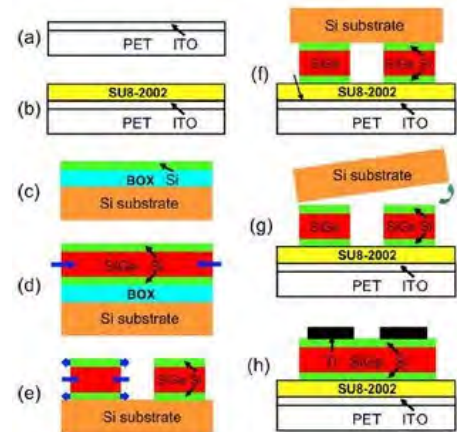 (a)
PET ITO
(b)
SU8-2002
PET ITO
(c)
BOX Si
Si substrate
(d)
SiGe Si
BOX
Si substrate
(e)
SiGe Si
Si substrate
(f)
Si substrate
SiGe SiGe Si
SU8-2002
PET ITO
(g)
Si substrate
SiGe SiGe Si
SU8-2002
PET ITO
(h)
Ti SiGe Si
SU8-2002
PET ITO